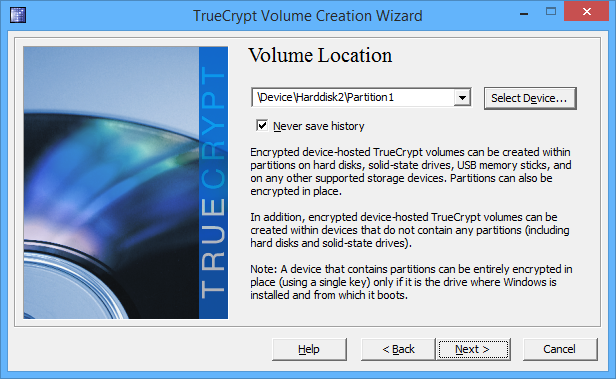 TrueCrypt Volume Creation Wizard
TRUECRYPT
Volume Location
\Device\Harddisk2\Partition1
Select Device...
Never save history
Encrypted device-hosted TrueCrypt volumes can be created within
partitions on hard disks, solid-state drives, USB memory sticks, and
on any other supported storage devices. Partitions can also be
encrypted in place.
In addition, encrypted device-hosted TrueCrypt volumes can be
created within devices that do not contain any partitions (including
hard disks and solid-state drives).
Note: A device that contains partitions can be entirely encrypted in
place (using a single key) only if it is the drive where Windows is
installed and from which it boots.
Help
< Back
Next >
Cancel